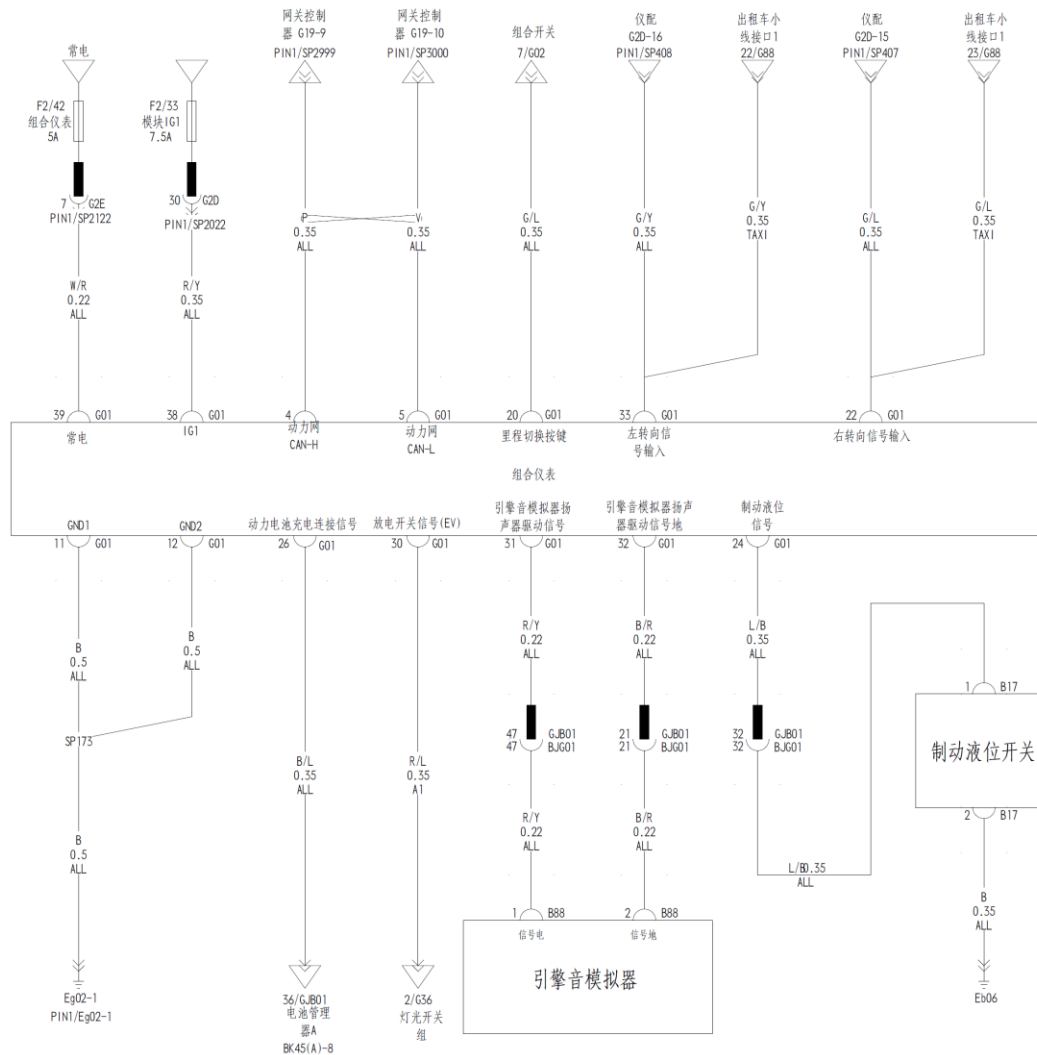 网关控制
器 G19-9
PIN1/SP2999
网关控制
器 G19-10
PIN1/SP3000
组合开关
7/G02
仪配
G2D-16
PIN1/SP408
出租车小
线接口1
22/G88
仪配
G2D-15
PIN1/SP407
出租车小
线接口1
23/G88
常电
F2/42
组合仪表
5A
F2/33
模块IG1
7.5A
7 G2E
PIN1/SP2122
30 G2D
PIN1/SP2022
P
0.35
ALL
V
0.35
ALL
G/L
0.35
ALL
G/Y
0.35
ALL
G/Y
0.35
TAXI
G/L
0.35
ALL
G/L
0.35
TAXI
W/R
0.22
ALL
R/Y
0.35
ALL
39 G01
常电
38 G01
IG1
4
动力网
CAN-H
5 G01
动力网
CAN-L
20 G01
里程切换按键
33 G01
左转向信
号输入
22 G01
右转向信号输入
组合仪表
GND1
11 G01
GND2
12 G01
动力电池充电连接信号
26 G01
放电开关信号(EV)
30 G01
引擎音模拟器扬
声器驱动信号
31 G01
引擎音模拟器扬声
器驱动信号地
32 G01
制动液位
信号
24 G01
B
0.5
ALL
B
0.5
ALL
SP173
B
0.5
ALL
Eg02-1
PIN1/Eg02-1
B/L
0.35
ALL
36/GJB01
电池管理
器A
BK45(A)-8
R/L
0.35
A1
2/G36
灯光开关
组
R/Y
0.22
ALL
47 GJB01
47 BJG01
R/Y
0.22
ALL
1 B88
信号电
B/R
0.22
ALL
21 GJB01
21 BJG01
B/R
0.22
ALL
2 B88
信号地
引擎音模拟器
L/B
0.35
ALL
32 GJB01
32 BJG01
L/B0.35
ALL
1 B17
制动液位开关
2 B17
B
0.35
ALL
Eb06